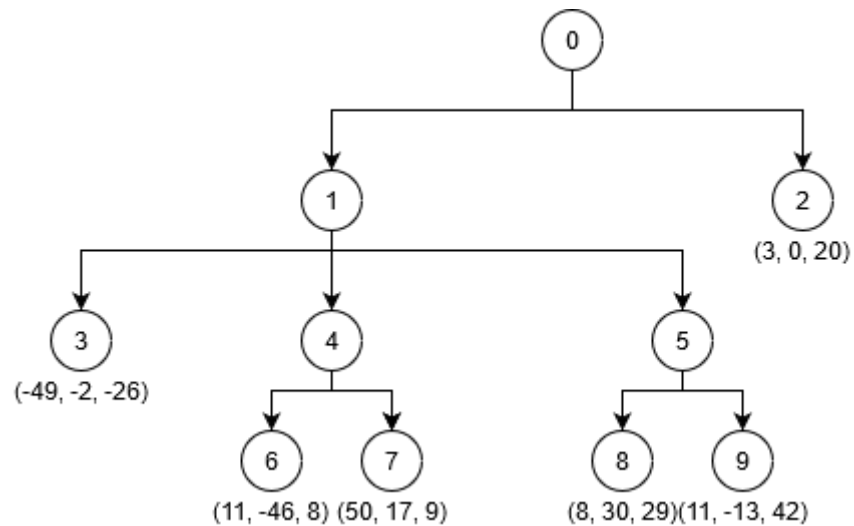 0
1
2
(3, 0, 20)
3
4
5
(-49, -2, -26)
6
7
8
9
(11, -46, 8)
(50, 17, 9)
(8, 30, 29)
(11, -13, 42)